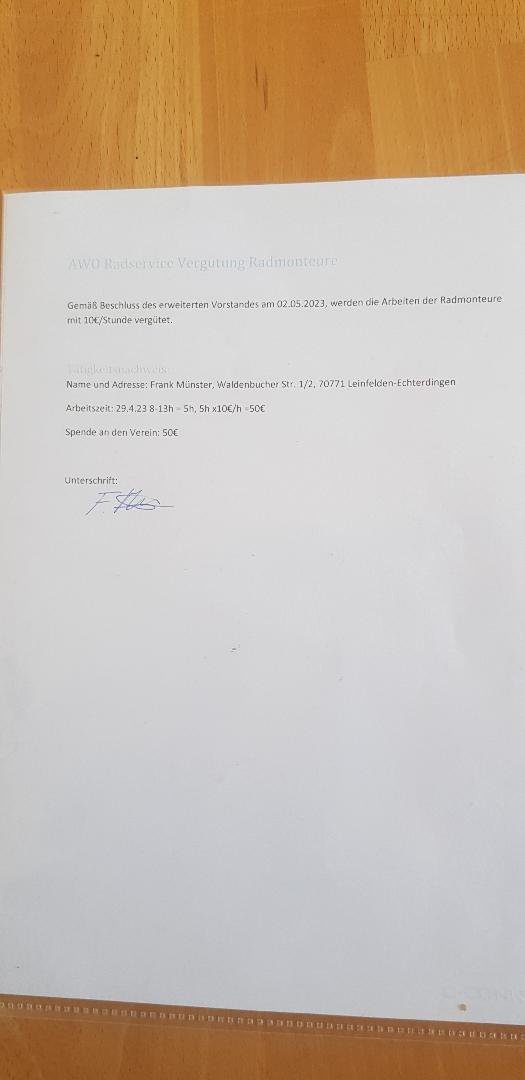 AWO Radservice Vergütung Radmonteure
Gemäß Beschluss des erweiterten Vorstandes am 02.05.2023, werden die Arbeiten der Radmonteure
mit 10€/Stunde vergütet.
Tätigkeitsnachweis:
Name und Adresse: Frank Münster, Waldenbucher Str. 1/2, 70771 Leinfelden-Echterdingen
Arbeitszeit: 29.4.23 8-13h = 5h, 5h x10€/h =50€
Spende an den Verein: 50€
Unterschrift:
F.